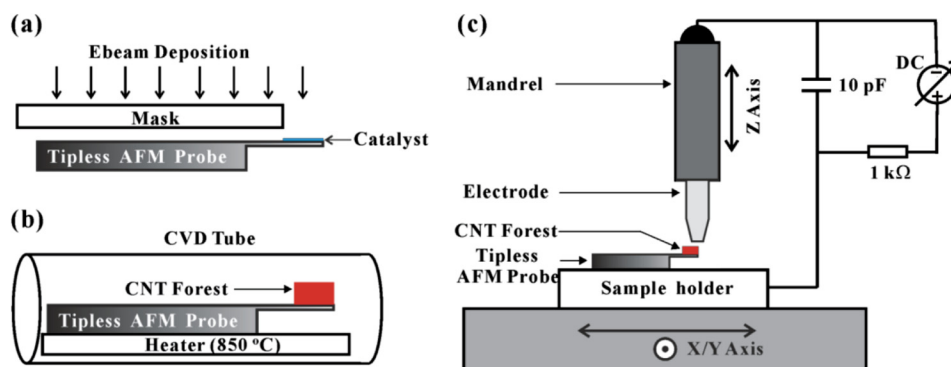 (a)
Ebeam Deposition
Mask
Catalyst
Tipless AFM Probe
(b)
CVD Tube
CNT Forest
Tipless AFM Probe
Heater (850 ºC)
(c)
Mandrel
Z Axis
DC
10 pF
1 kΩ
Electrode
CNT Forest
Tipless
AFM Probe
Sample holder
X/Y Axis